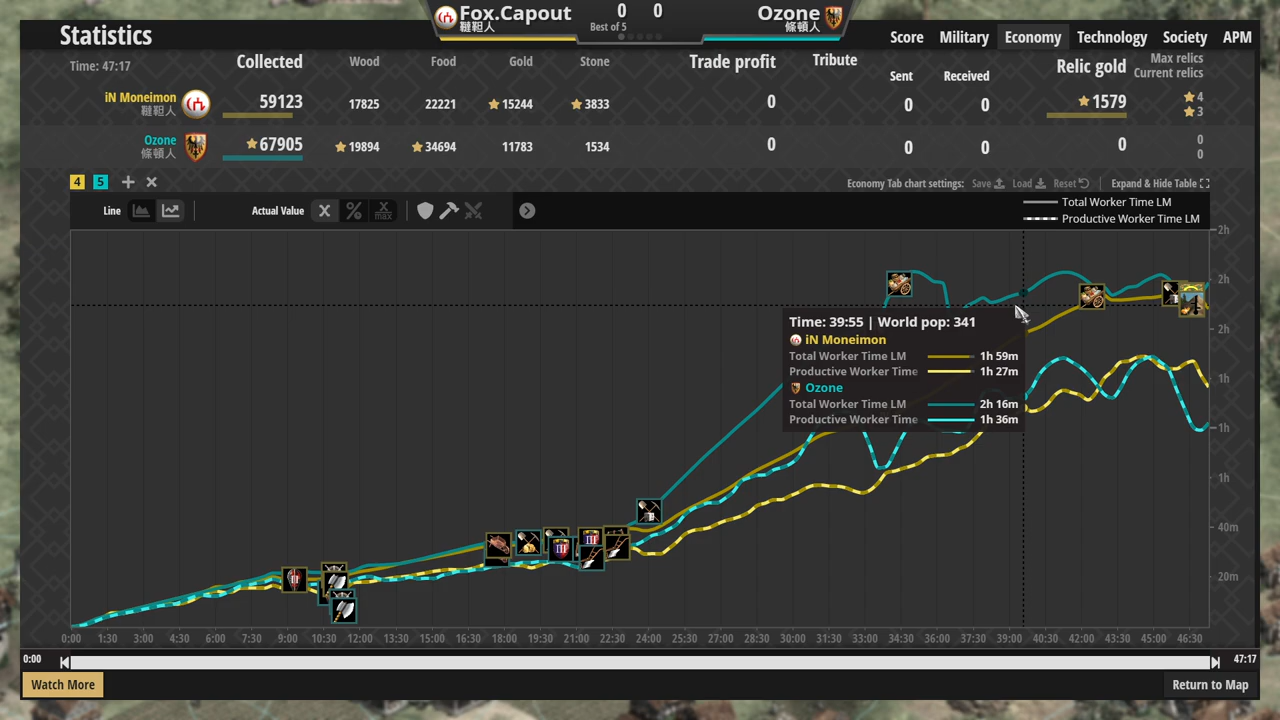 Fox.Capout
韃靼人
0 0
Best of 5
Ozone
條頓人
Statistics
Score Military Economy Technology Society APM
Time: 47:17
Collected Wood Food Gold Stone Trade profit Tribute Sent Received Relic gold Max relics
Current relics
iN Moneimon
韃靼人
59123 17825 22221 15244 3833 0 0 0 1579 4
3
Ozone
條頓人
67905 19894 34694 11783 1534 0 0 0 0 0
0
4 5
Economy Tab chart settings: Save Load Reset Expand & Hide Table
Line Actual Value X % X/max
Total Worker Time LM
Productive Worker Time LM
2h
2h
2h
1h
1h
1h
40m
20m
Time: 39:55 | World pop: 341
iN Moneimon
Total Worker Time LM 1h 59m
Productive Worker Time 1h 27m
Ozone
Total Worker Time LM 2h 16m
Productive Worker Time 1h 36m
0:00 1:30 3:00 4:30 6:00 7:30 9:00 10:30 12:00 13:30 15:00 16:30 18:00 19:30 21:00 22:30 24:00 25:30 27:00 28:30 30:00 31:30 33:00 34:30 36:00 37:30 39:00 40:30 42:00 43:30 45:00 46:30
0:00 47:17
Watch More
Return to Map